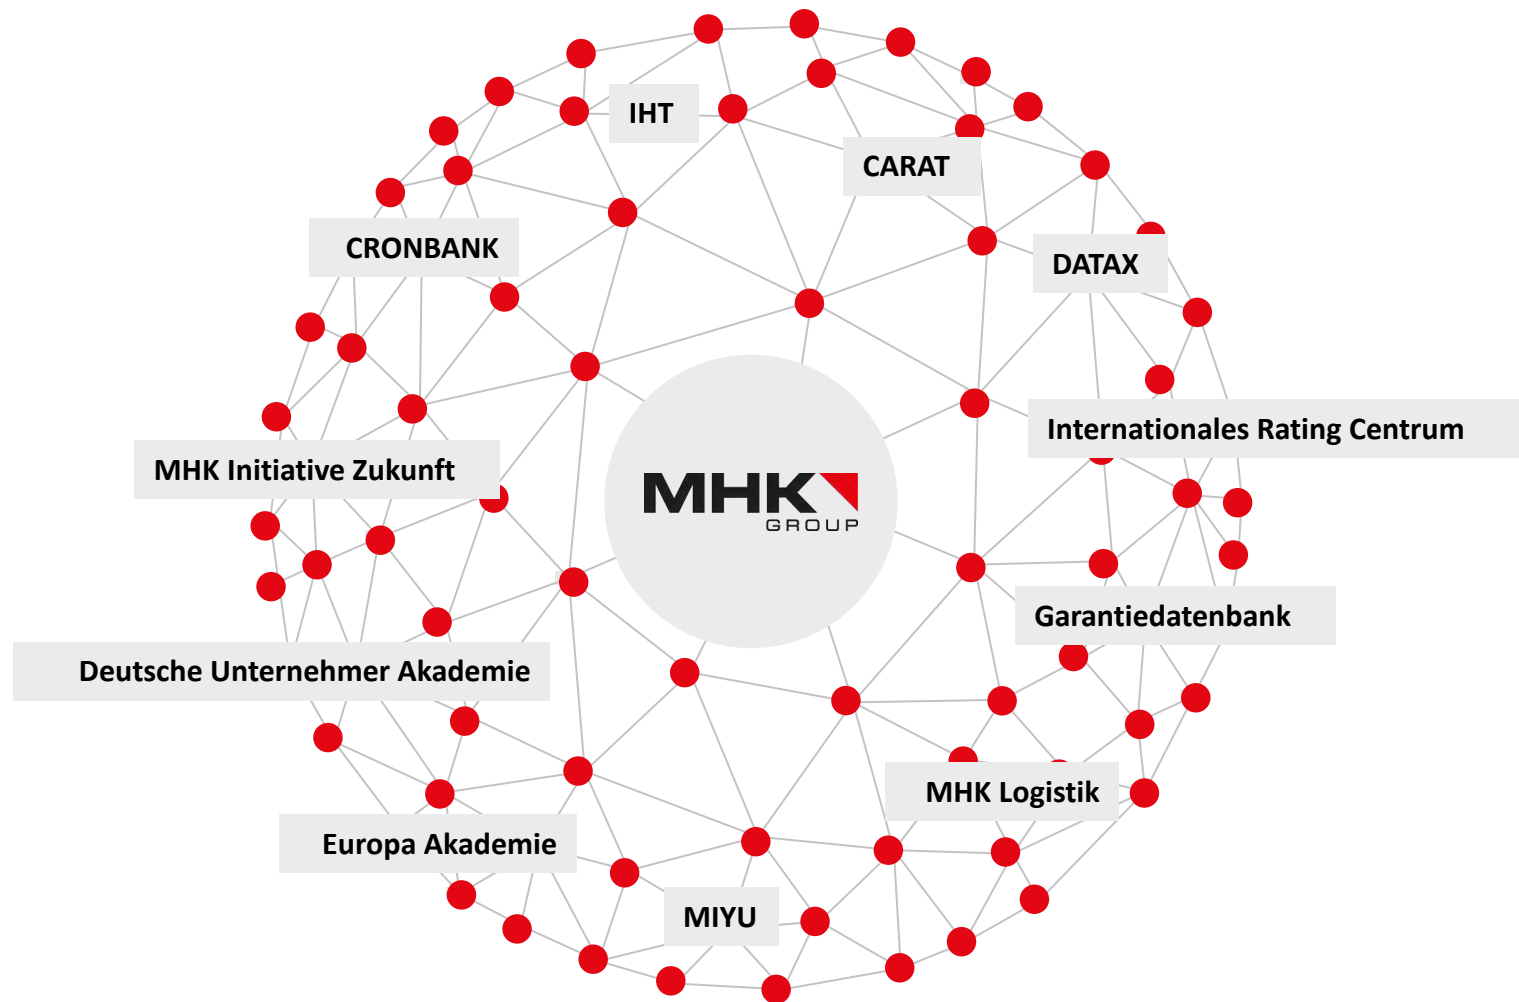 IHT
CARAT
CRONBANK
DATAX
Internationales Rating Centrum
MHK Initiative Zukunft
MHK
GROUP
Garantiedatenbank
Deutsche Unternehmer Akademie
MHK Logistik
Europa Akademie
MIYU